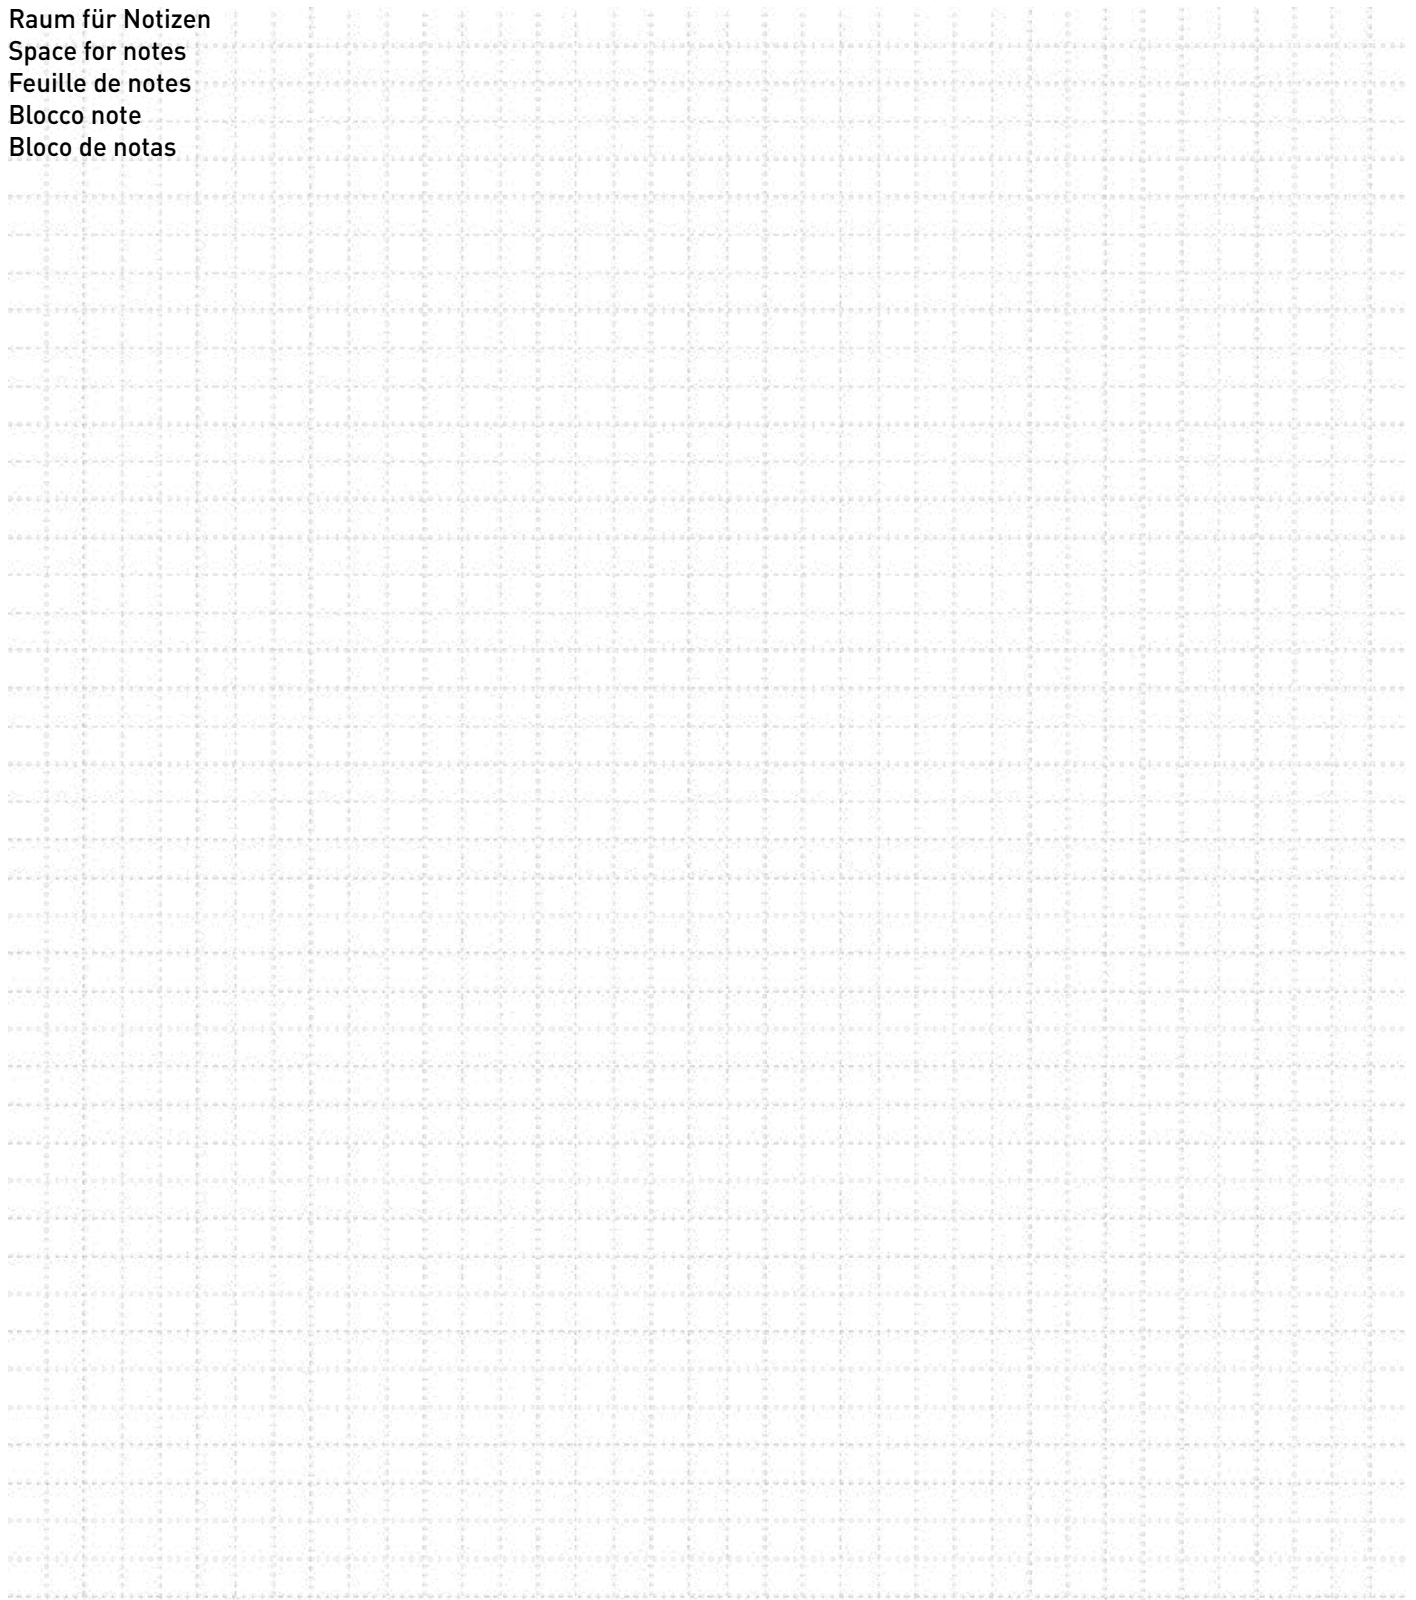 Raum für Notizen
Space for notes
Feuille de notes
Blocco note
Bloco de notas